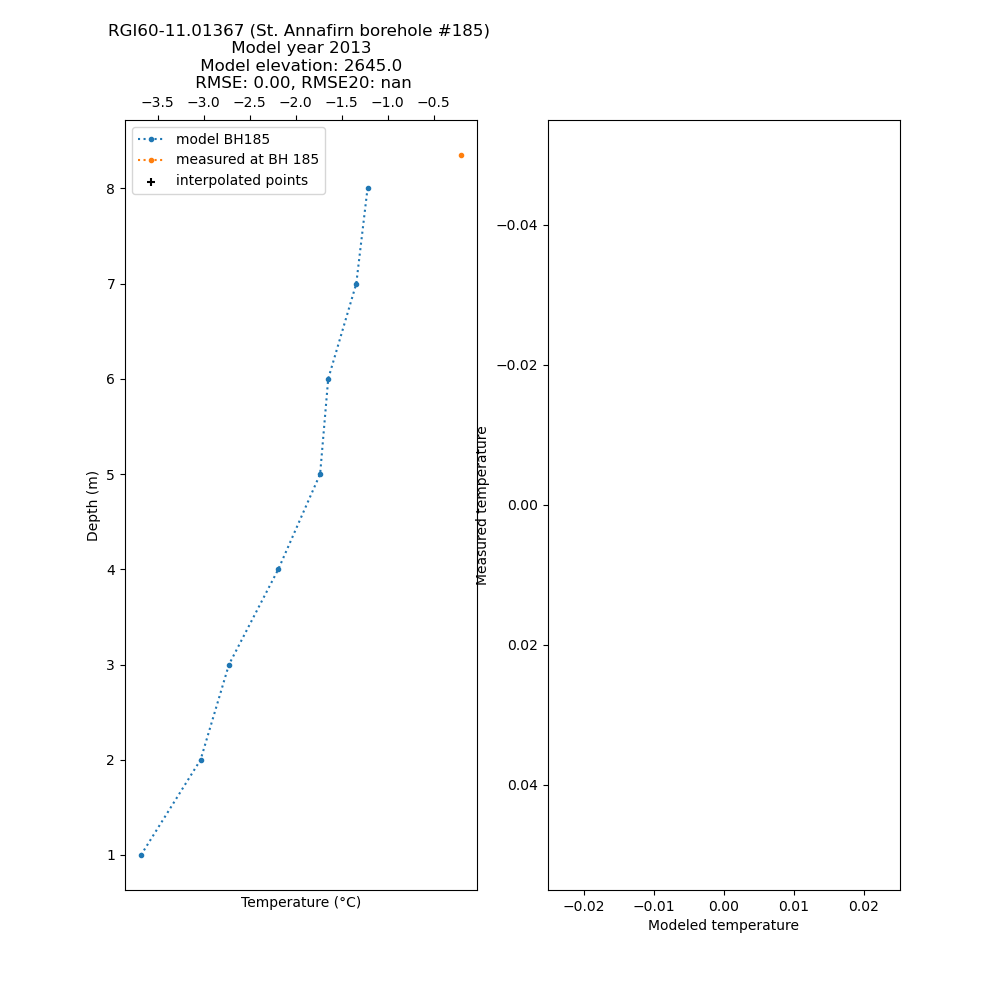 RGI60-11.01367 (St. Annafirn borehole #185)
Model year 2013
Model elevation: 2645.0
RMSE: 0.00, RMSE20: nan
−3.5 −3.0 −2.5 −2.0 −1.5 −1.0 −0.5
model BH185
measured at BH 185
interpolated points
8
7
6
5
4
3
2
1
Depth (m)
Temperature (°C)
−0.04
−0.02
0.00
0.02
0.04
Measured temperature
−0.02 −0.01 0.00 0.01 0.02
Modeled temperature